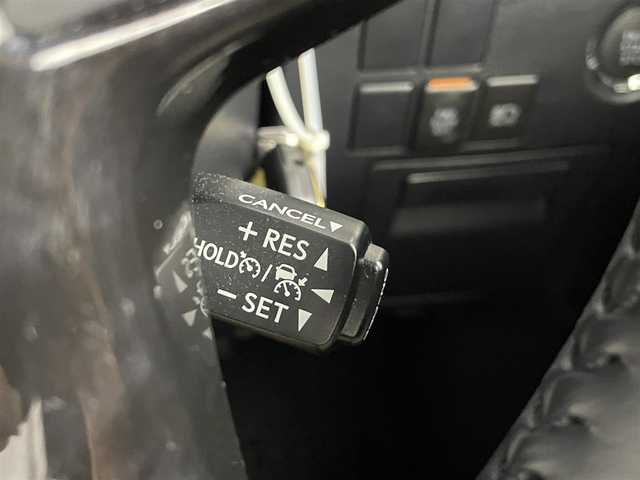 CANCEL▼
+ RES ▲
HOLD /
- SET ▼